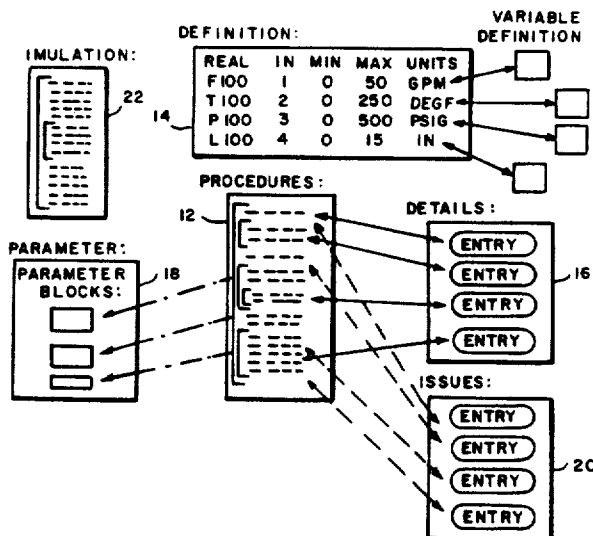 VARIABLE
DEFINITION
DEFINITION:
REAL IN MIN MAX UNITS
F100 1 0 50 GPM
T100 2 0 250 DEGF
P100 3 0 500 PSIG
L100 4 0 15 IN
14
IMULATION:
22
PROCEDURES:
12
DETAILS:
ENTRY
ENTRY
ENTRY
ENTRY
16
PARAMETER:
PARAMETER
BLOCKS:
18
ISSUES:
ENTRY
ENTRY
ENTRY
ENTRY
20